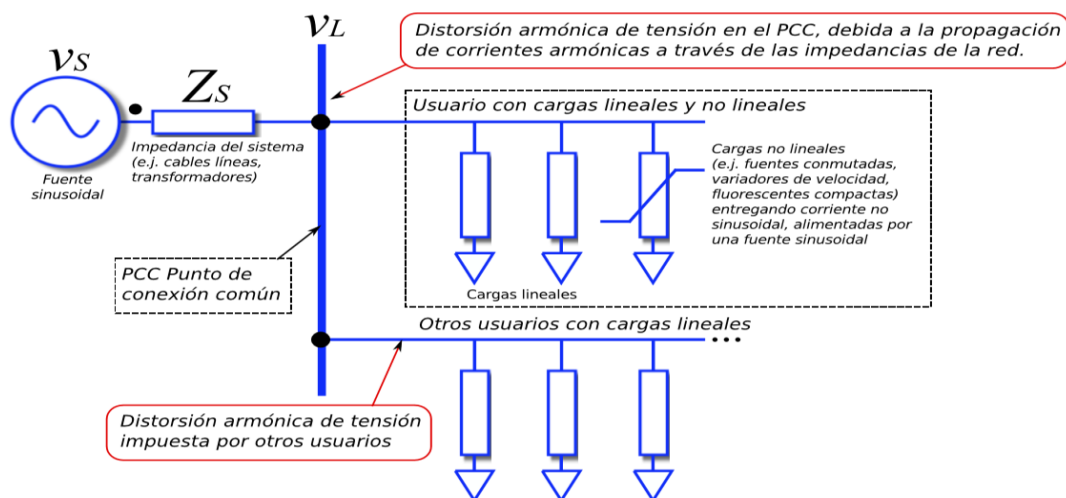 Distorsión armónica de tensión en el PCC, debida a la propagación
de corrientes armónicas a través de las impedancias de la red.
v_L
v_S
Z_S
Fuente
sinusoidal
Impedancia del sistema
(e.j. cables líneas,
transformadores)
Usuario con cargas lineales y no lineales
Cargas no lineales
(e.j. fuentes conmutadas,
variadores de velocidad,
fluorescentes compactas)
entregando corriente no
sinusoidal, alimentadas por
una fuente sinusoidal
Cargas lineales
PCC Punto de
conexión común
Otros usuarios con cargas lineales
...
Distorsión armónica de tensión
impuesta por otros usuarios